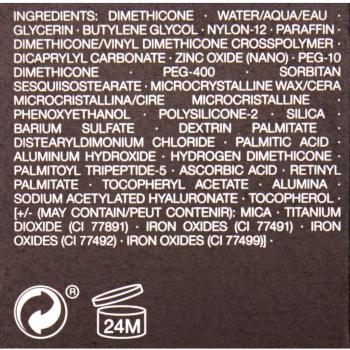 INGREDIENTS: DIMETHICONE · WATER/AQUA/EAU ·
GLYCERIN · BUTYLENE GLYCOL · NYLON-12 · PARAFFIN ·
DIMETHICONE/VINYL DIMETHICONE CROSSPOLYMER ·
DICAPRYLYL CARBONATE · ZINC OXIDE (NANO) · PEG-10
DIMETHICONE · PEG-400 · SORBITAN
SESQUIISOSTEARATE · MICROCRYSTALLINE WAX/CERA
MICROCRISTALLINA/CIRE MICROCRISTALLINE ·
PHENOXYETHANOL · POLYSILICONE-2 · SILICA ·
BARIUM SULFATE · DEXTRIN PALMITATE ·
DISTEARYLDIMONIUM CHLORIDE · PALMITIC ACID ·
ALUMINUM HYDROXIDE · HYDROGEN DIMETHICONE ·
PALMITOYL TRIPEPTIDE-5 · ASCORBIC ACID · RETINYL
PALMITATE · TOCOPHERYL ACETATE · ALUMINA ·
SODIUM ACETYLATED HYALURONATE · TOCOPHEROL ·
[+/- (MAY CONTAIN/PEUT CONTENIR): MICA · TITANIUM
DIOXIDE (CI 77891) · IRON OXIDES (CI 77491) · IRON
OXIDES (CI 77492) · IRON OXIDES (CI 77499)] ·
®
24M